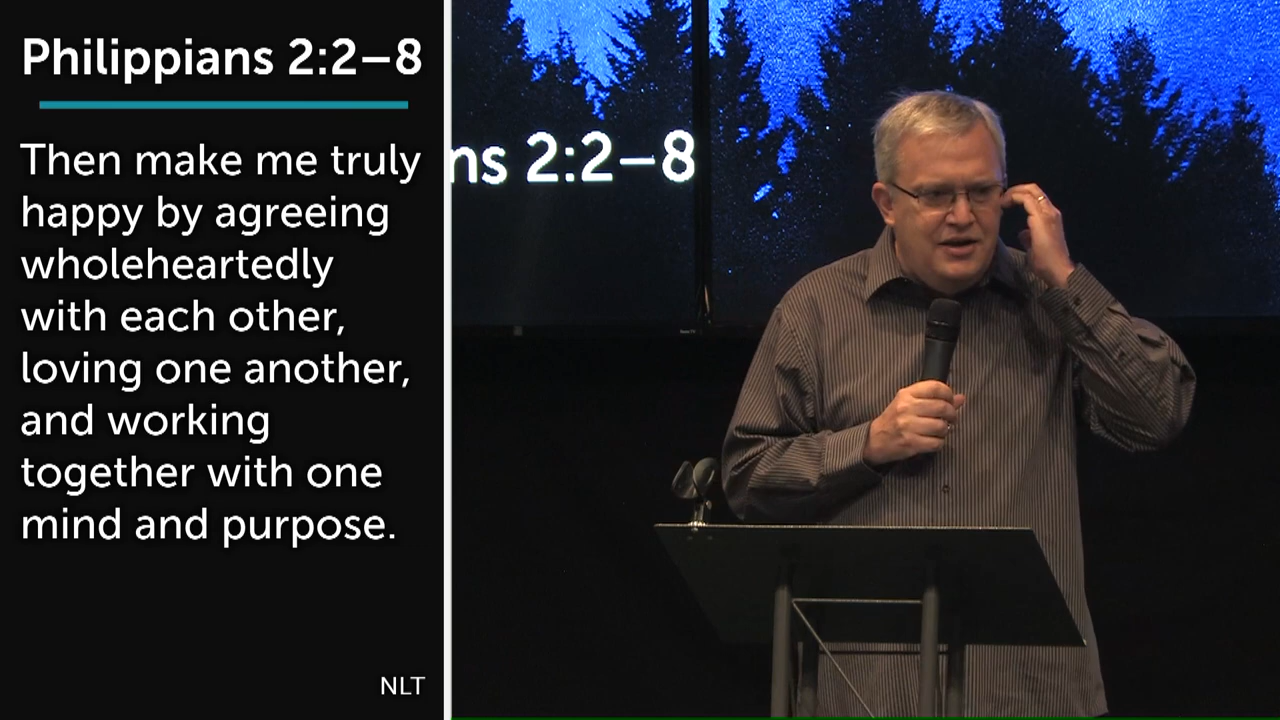 Philippians 2:2–8
Then make me truly
happy by agreeing
wholeheartedly
with each other,
loving one another,
and working
together with one
mind and purpose.
NLT
ns 2:2–8